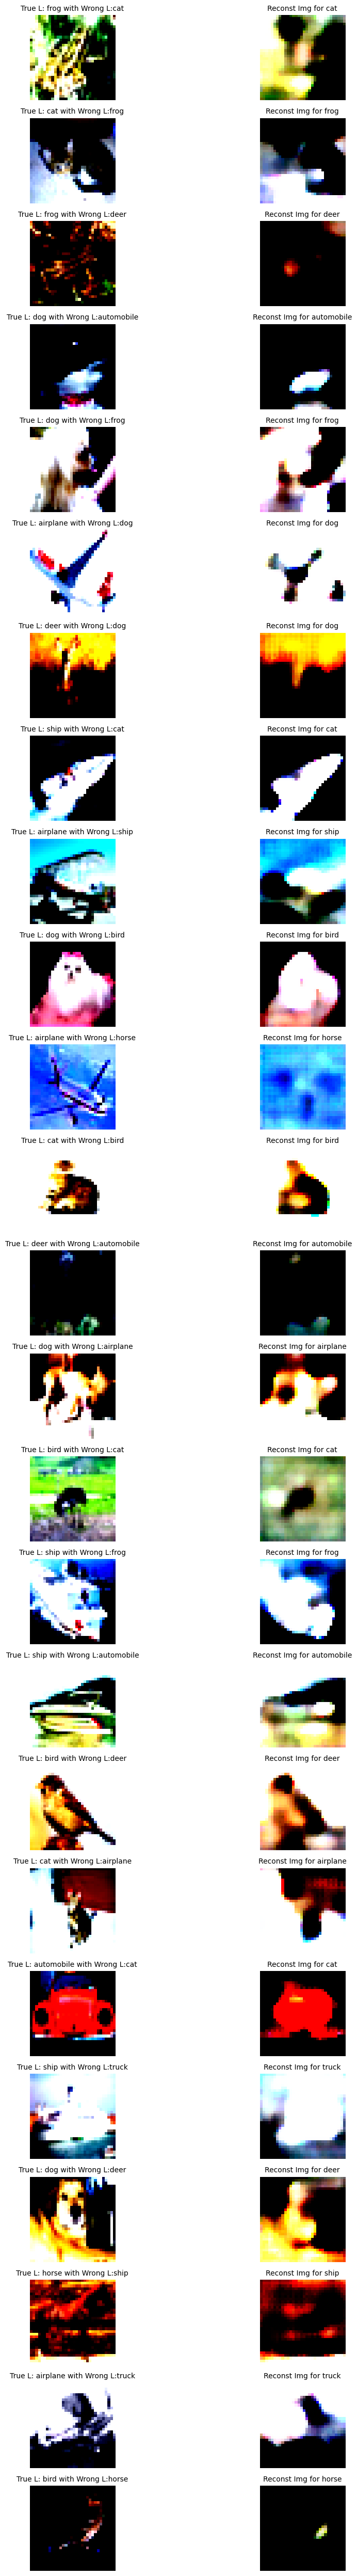 True L: frog with Wrong L:cat
Reconst Img for cat
True L: cat with Wrong L:frog
Reconst Img for frog
True L: frog with Wrong L:deer
Reconst Img for deer
True L: dog with Wrong L:automobile
Reconst Img for automobile
True L: dog with Wrong L:frog
Reconst Img for frog
True L: airplane with Wrong L:dog
Reconst Img for dog
True L: deer with Wrong L:dog
Reconst Img for dog
True L: ship with Wrong L:cat
Reconst Img for cat
True L: airplane with Wrong L:ship
Reconst Img for ship
True L: dog with Wrong L:bird
Reconst Img for bird
True L: airplane with Wrong L:horse
Reconst Img for horse
True L: cat with Wrong L:bird
Reconst Img for bird
True L: deer with Wrong L:automobile
Reconst Img for automobile
True L: dog with Wrong L:airplane
Reconst Img for airplane
True L: bird with Wrong L:cat
Reconst Img for cat
True L: ship with Wrong L:frog
Reconst Img for frog
True L: ship with Wrong L:automobile
Reconst Img for automobile
True L: bird with Wrong L:deer
Reconst Img for deer
True L: cat with Wrong L:airplane
Reconst Img for airplane
True L: automobile with Wrong L:cat
Reconst Img for cat
True L: ship with Wrong L:truck
Reconst Img for truck
True L: dog with Wrong L:deer
Reconst Img for deer
True L: horse with Wrong L:ship
Reconst Img for ship
True L: airplane with Wrong L:truck
Reconst Img for truck
True L: bird with Wrong L:horse
Reconst Img for horse